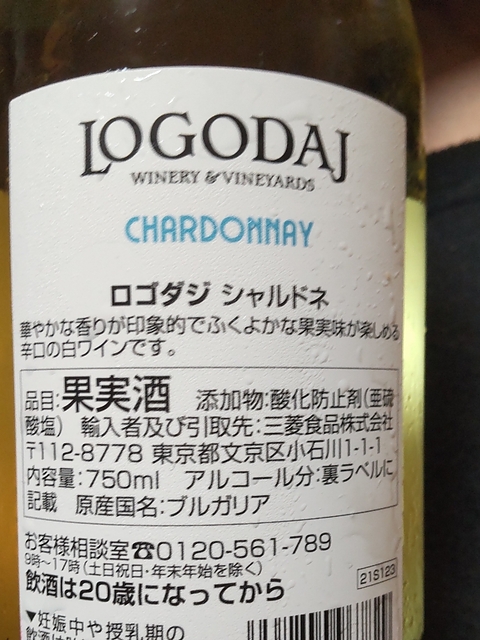 LOGODAJ
WINERY & VINEYARDS
CHARDONNAY
ロゴダジ シャルドネ
華やかな香りが印象的でふくよかな果実味が楽しめる
辛口の白ワインです。
品目:果実酒 添加物:酸化防止剤(亜硫
酸塩) 輸入者及び引取先:三菱食品株式会社
〒112-8778 東京都文京区小石川1-1-1
内容量:750ml アルコール分:裏ラベルに
記載 原産国名:ブルガリア
お客様相談室☎0120-561-789
9時~17時(土日祝日・年末年始を除く)
飲酒は20歳になってから
21S123
▼妊娠中や授乳期の